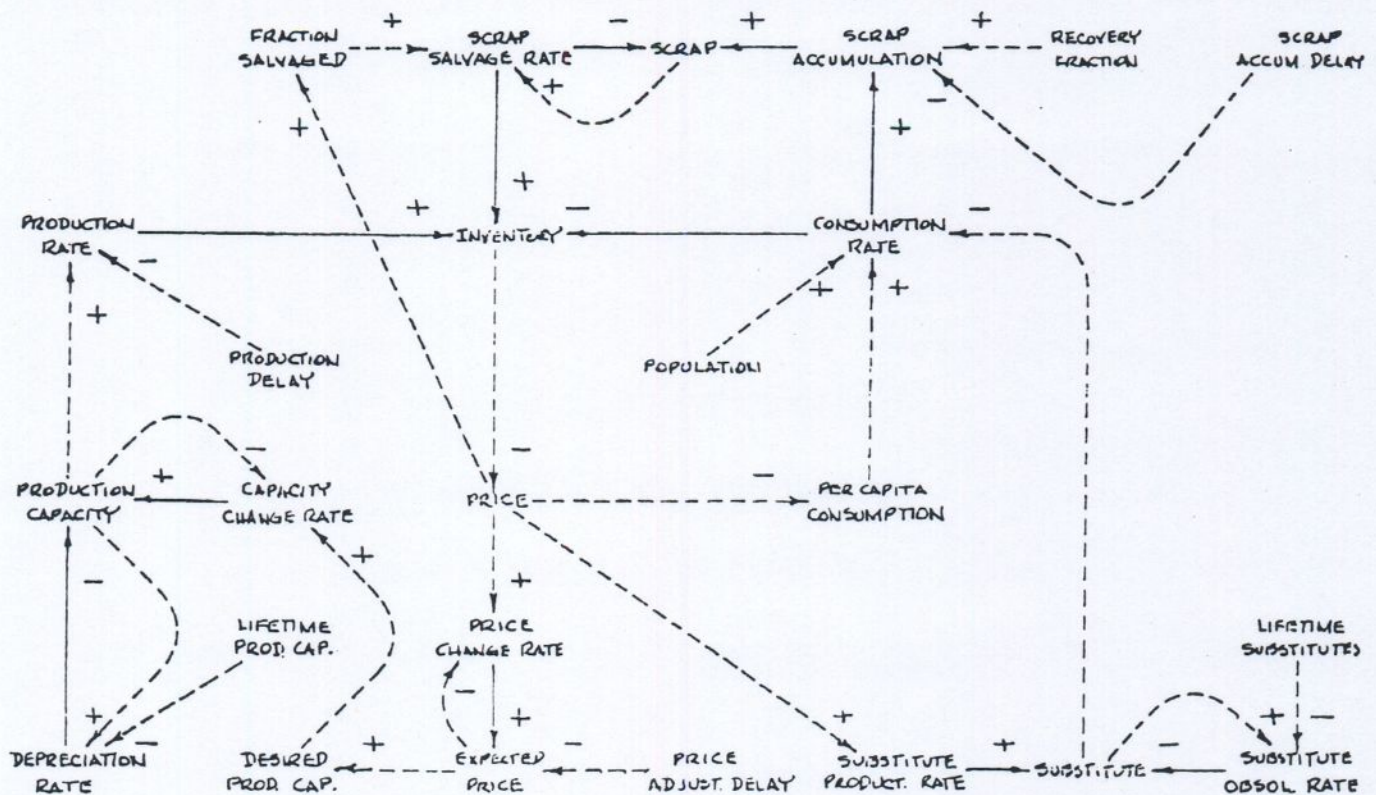 + − + +
FRACTION SCRAP SCRAP RECOVERY SCRAP
SALVAGED SALVAGE RATE SCRAP ACCUMULATION FRACTION ACCUM. DELAY
+ −
+ +
+
+ − −
PRODUCTION CONSUMPTION
RATE INVENTORY RATE
−
+ + +
PRODUCTION
DELAY POPULATION
− −
+ −
PRODUCTION CAPACITY PRICE PER CAPITA
CAPACITY CHANGE RATE CONSUMPTION
+
− +
LIFETIME PRICE LIFETIME
PROD. CAP. CHANGE RATE SUBSTITUTES
−
+ + + + −
− + − + −
DEPRECIATION DESIRED EXPECTED PRICE SUBSTITUTE SUBSTITUTE SUBSTITUTE
RATE PROD. CAP. PRICE ADJUST. DELAY PRODUCT. RATE OBSOL. RATE